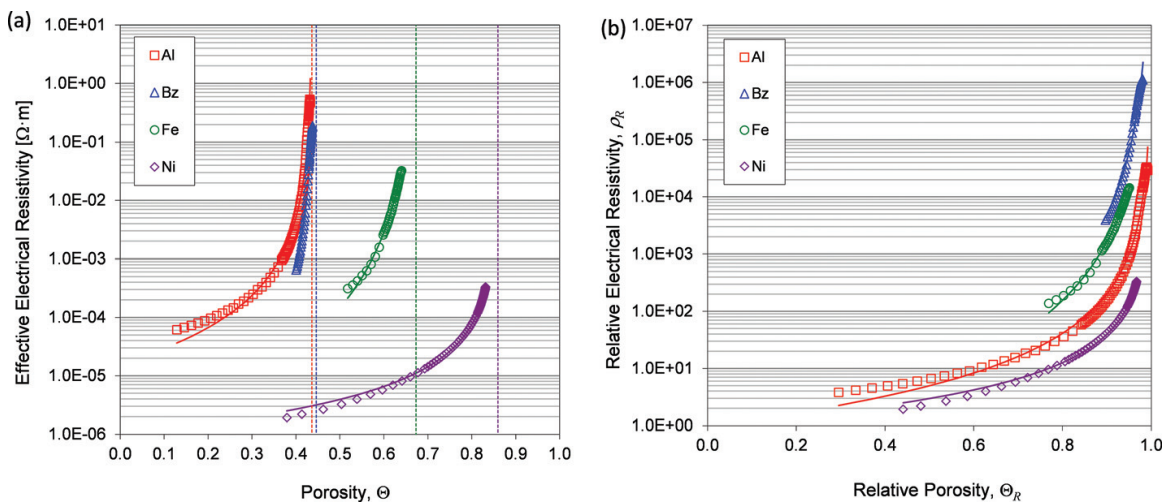 (a)
Effective Electrical Resistivity [Ω·m]
1.0E+01
1.0E+00
1.0E-01
1.0E-02
1.0E-03
1.0E-04
1.0E-05
1.0E-06
Al
Bz
Fe
Ni
0.0 0.1 0.2 0.3 0.4 0.5 0.6 0.7 0.8 0.9 1.0
Porosity, Θ
(b)
Relative Electrical Resistivity, ρR
1.0E+07
1.0E+06
1.0E+05
1.0E+04
1.0E+03
1.0E+02
1.0E+01
1.0E+00
Al
Bz
Fe
Ni
0.0 0.2 0.4 0.6 0.8 1.0
Relative Porosity, ΘR